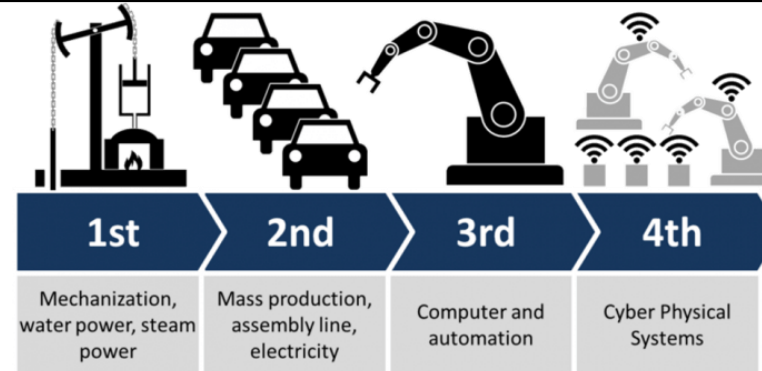 1st
2nd
3rd
4th
Mechanization,
water power, steam
power
Mass production,
assembly line,
electricity
Computer and
automation
Cyber Physical
Systems